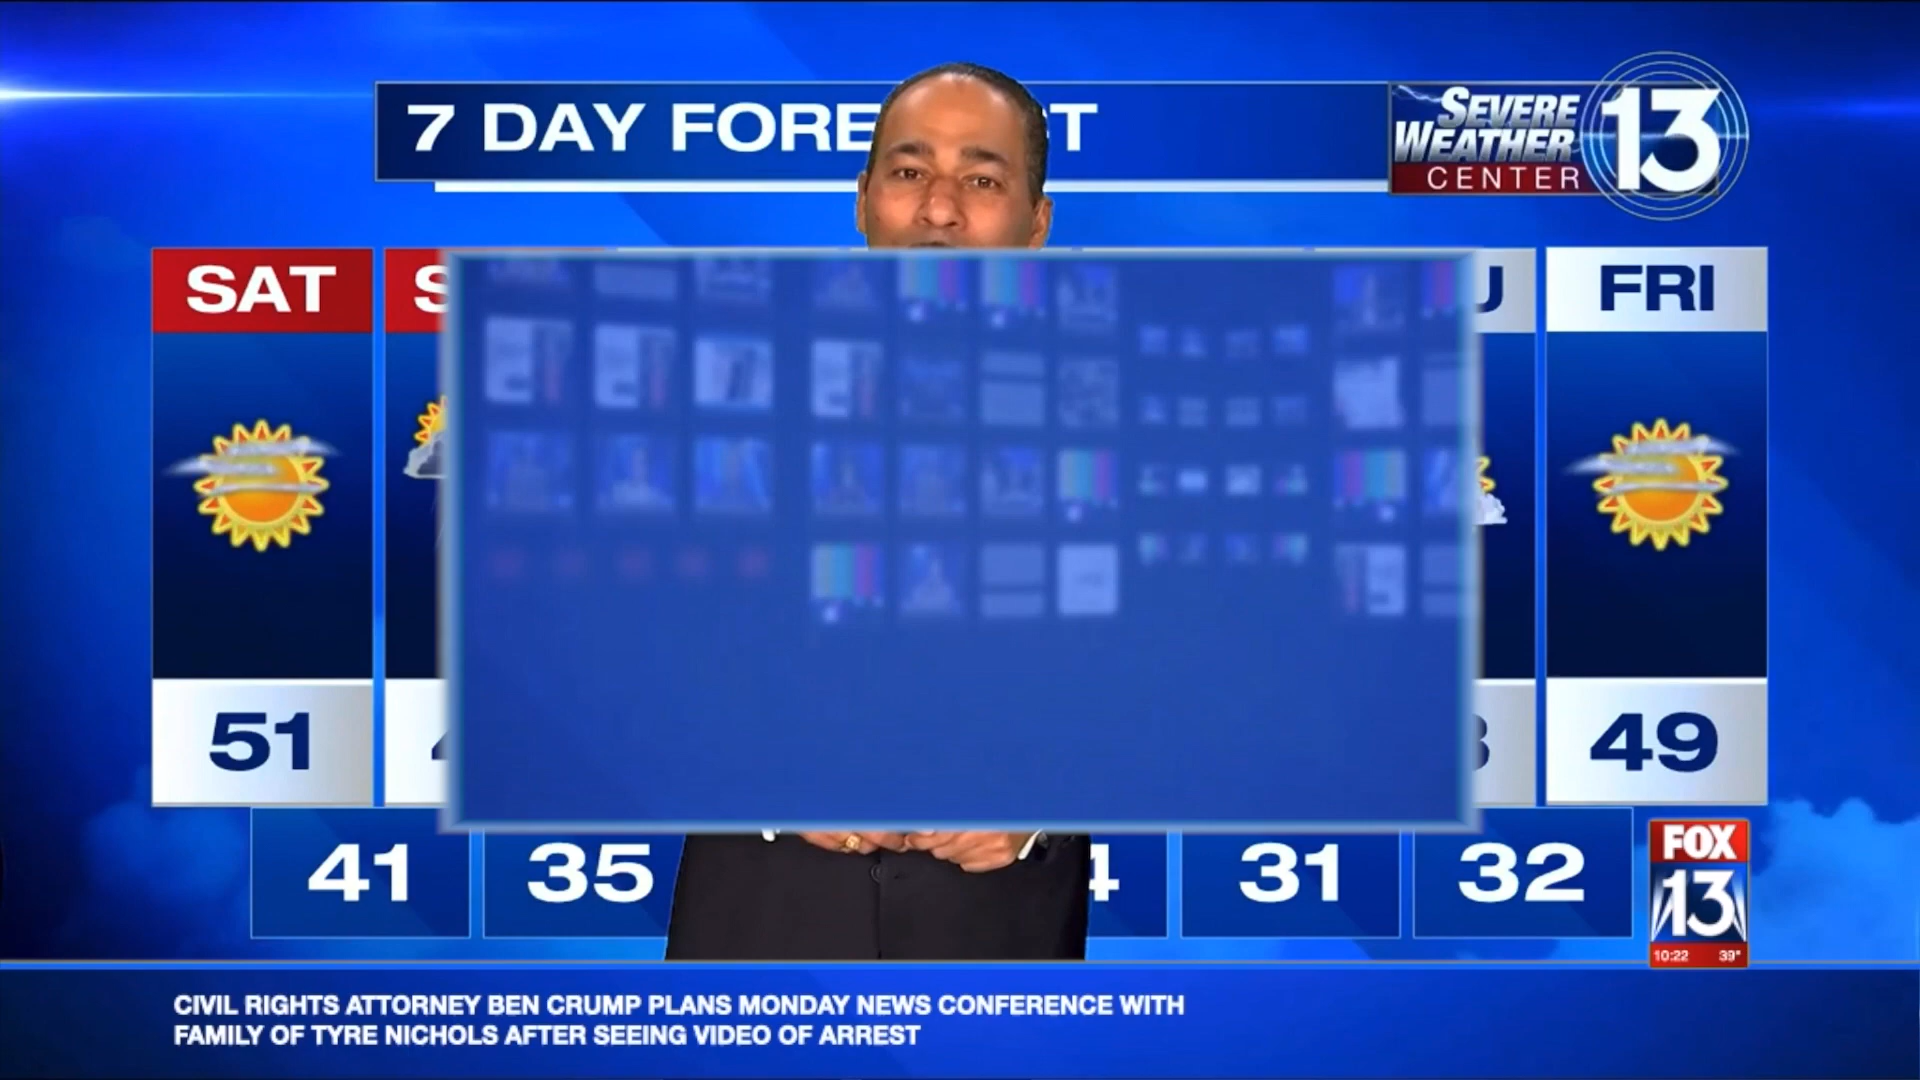 7 DAY FORE ST
SEVERE
WEATHER
CENTER
13
SAT
S
U
FRI
51
49
41
35
4
31
32
FOX
13
10:22 39°
CIVIL RIGHTS ATTORNEY BEN CRUMP PLANS MONDAY NEWS CONFERENCE WITH
FAMILY OF TYRE NICHOLS AFTER SEEING VIDEO OF ARREST